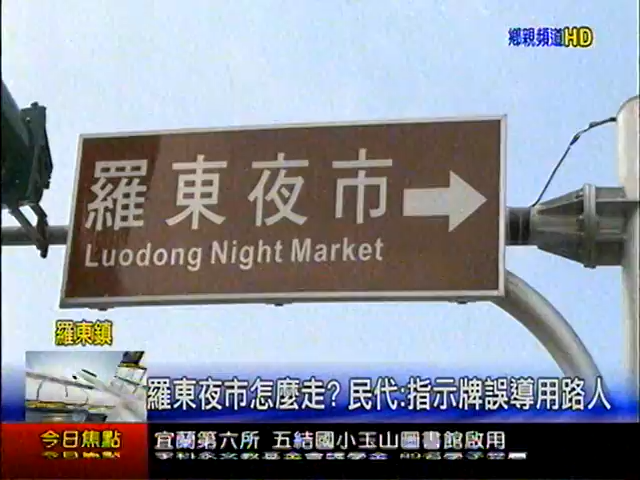 鄉親頻道HD
羅東夜市
Luodong Night Market
羅東鎮
羅東夜市怎麼走? 民代:指示牌誤導用路人
今日焦點
宜蘭第六所 五結國小玉山圖書館啟用